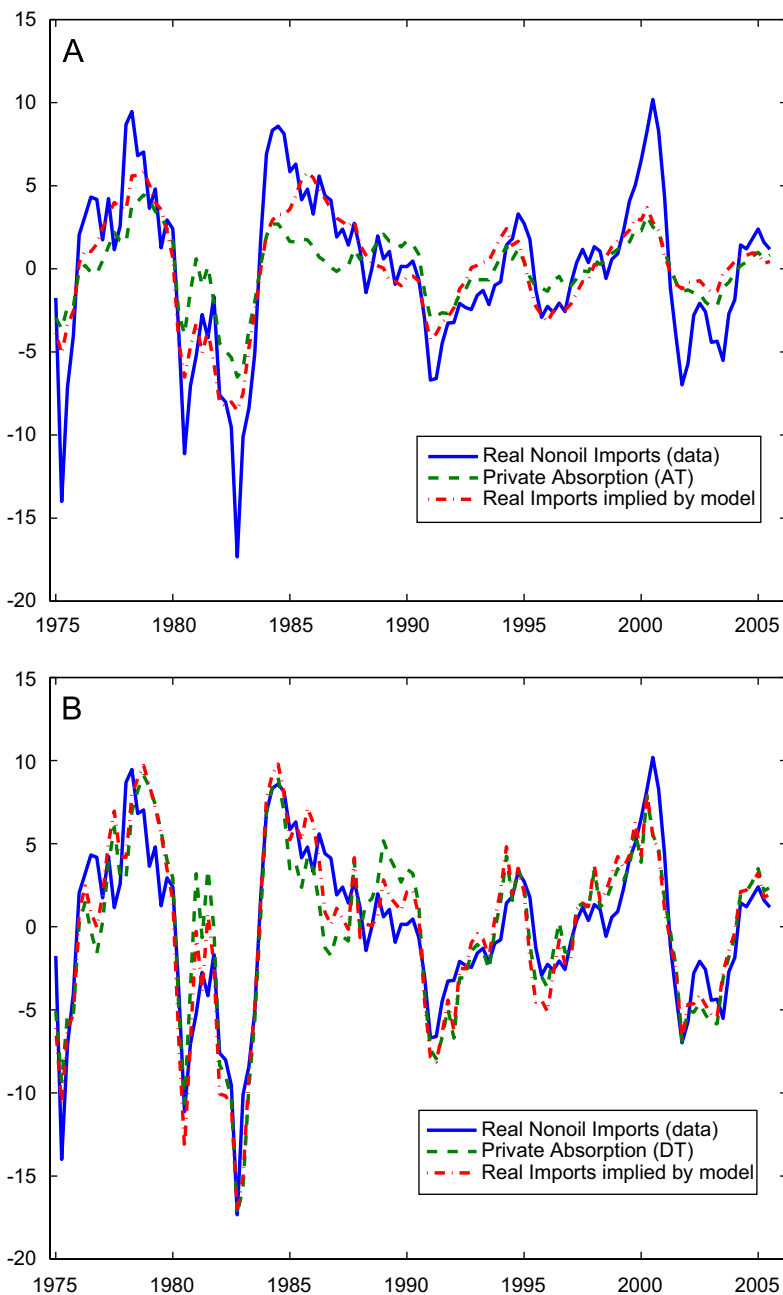 15
A
10
5
0
-5
-10
-15
-20
Real Nonoil Imports (data)
Private Absorption (AT)
Real Imports implied by model
1975 1980 1985 1990 1995 2000 2005
15
B
10
5
0
-5
-10
-15
-20
Real Nonoil Imports (data)
Private Absorption (DT)
Real Imports implied by model
1975 1980 1985 1990 1995 2000 2005